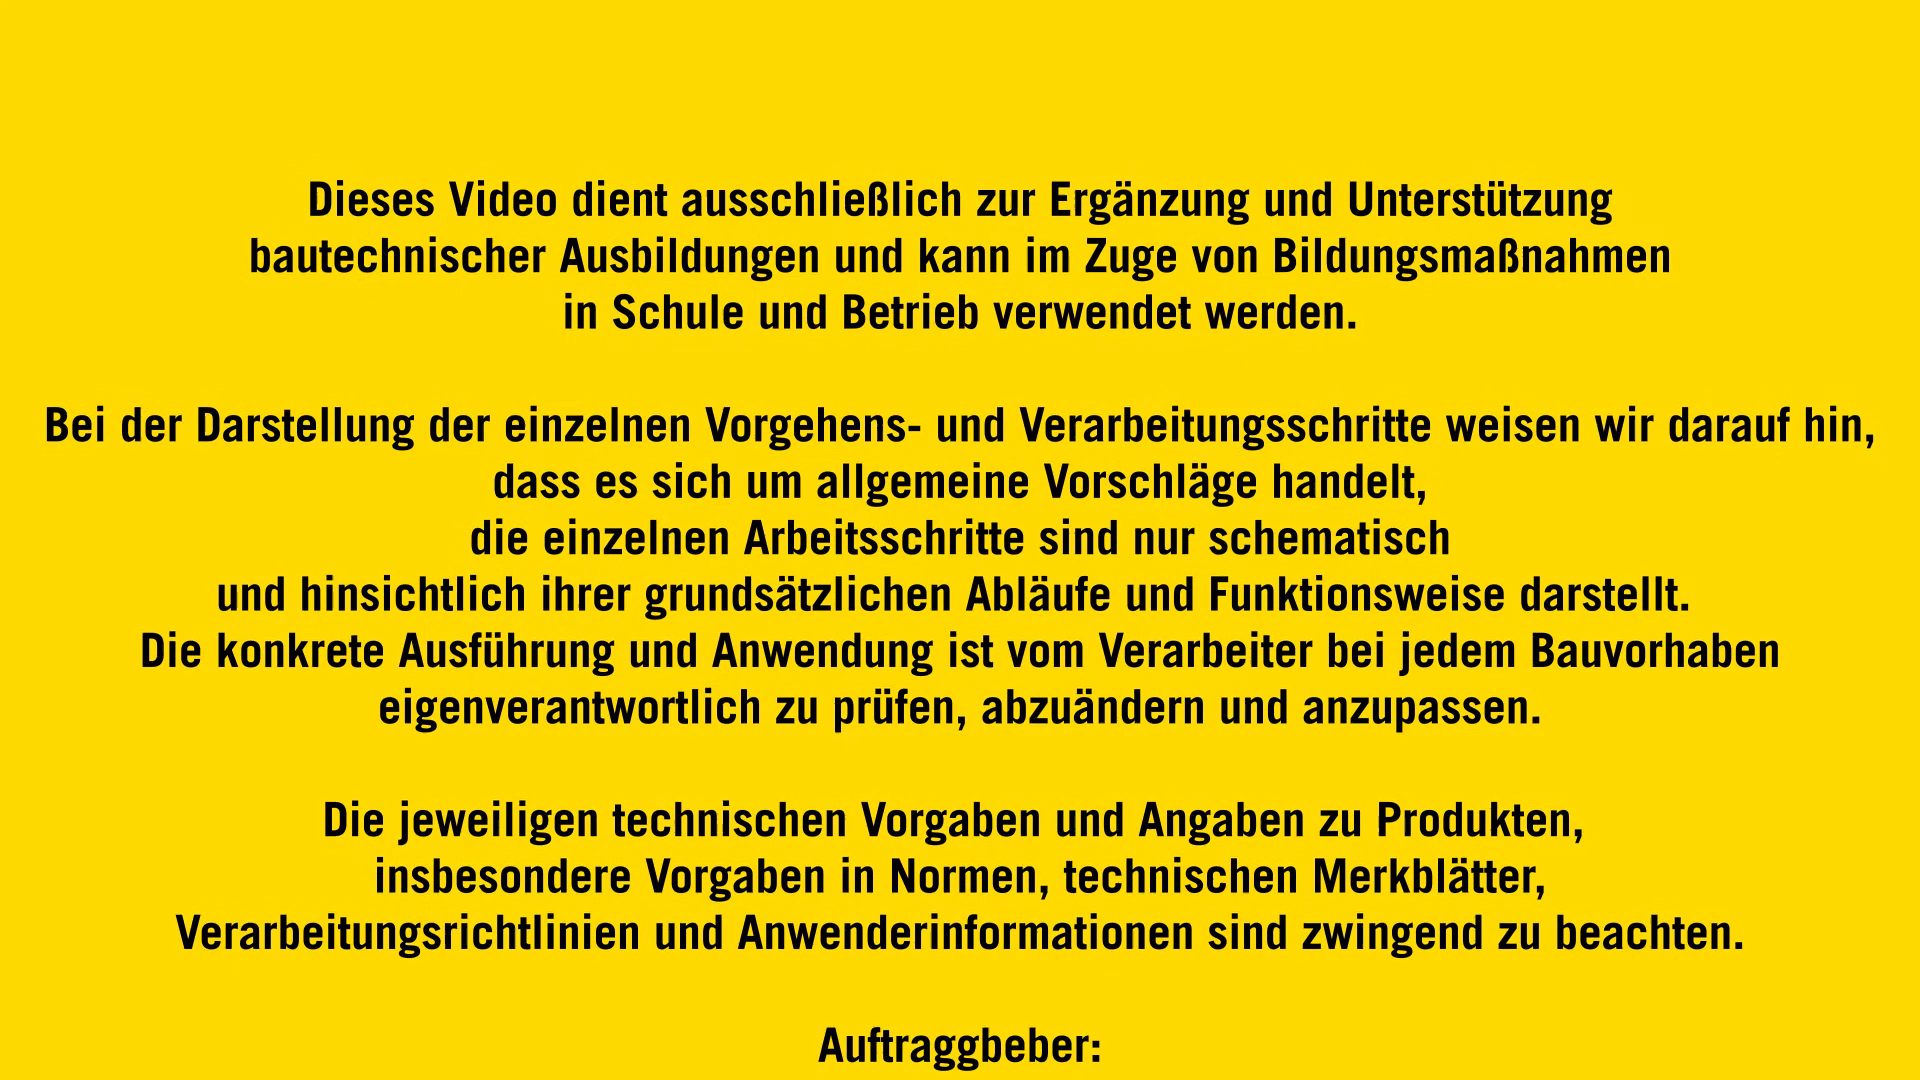 Dieses Video dient ausschließlich zur Ergänzung und Unterstützung
bautechnischer Ausbildungen und kann im Zuge von Bildungsmaßnahmen
in Schule und Betrieb verwendet werden.
Bei der Darstellung der einzelnen Vorgehens- und Verarbeitungsschritte weisen wir darauf hin,
dass es sich um allgemeine Vorschläge handelt,
die einzelnen Arbeitsschritte sind nur schematisch
und hinsichtlich ihrer grundsätzlichen Abläufe und Funktionsweise darstellt.
Die konkrete Ausführung und Anwendung ist vom Verarbeiter bei jedem Bauvorhaben
eigenverantwortlich zu prüfen, abzuändern und anzupassen.
Die jeweiligen technischen Vorgaben und Angaben zu Produkten,
insbesondere Vorgaben in Normen, technischen Merkblätter,
Verarbeitungsrichtlinien und Anwenderinformationen sind zwingend zu beachten.
Auftraggbeber: